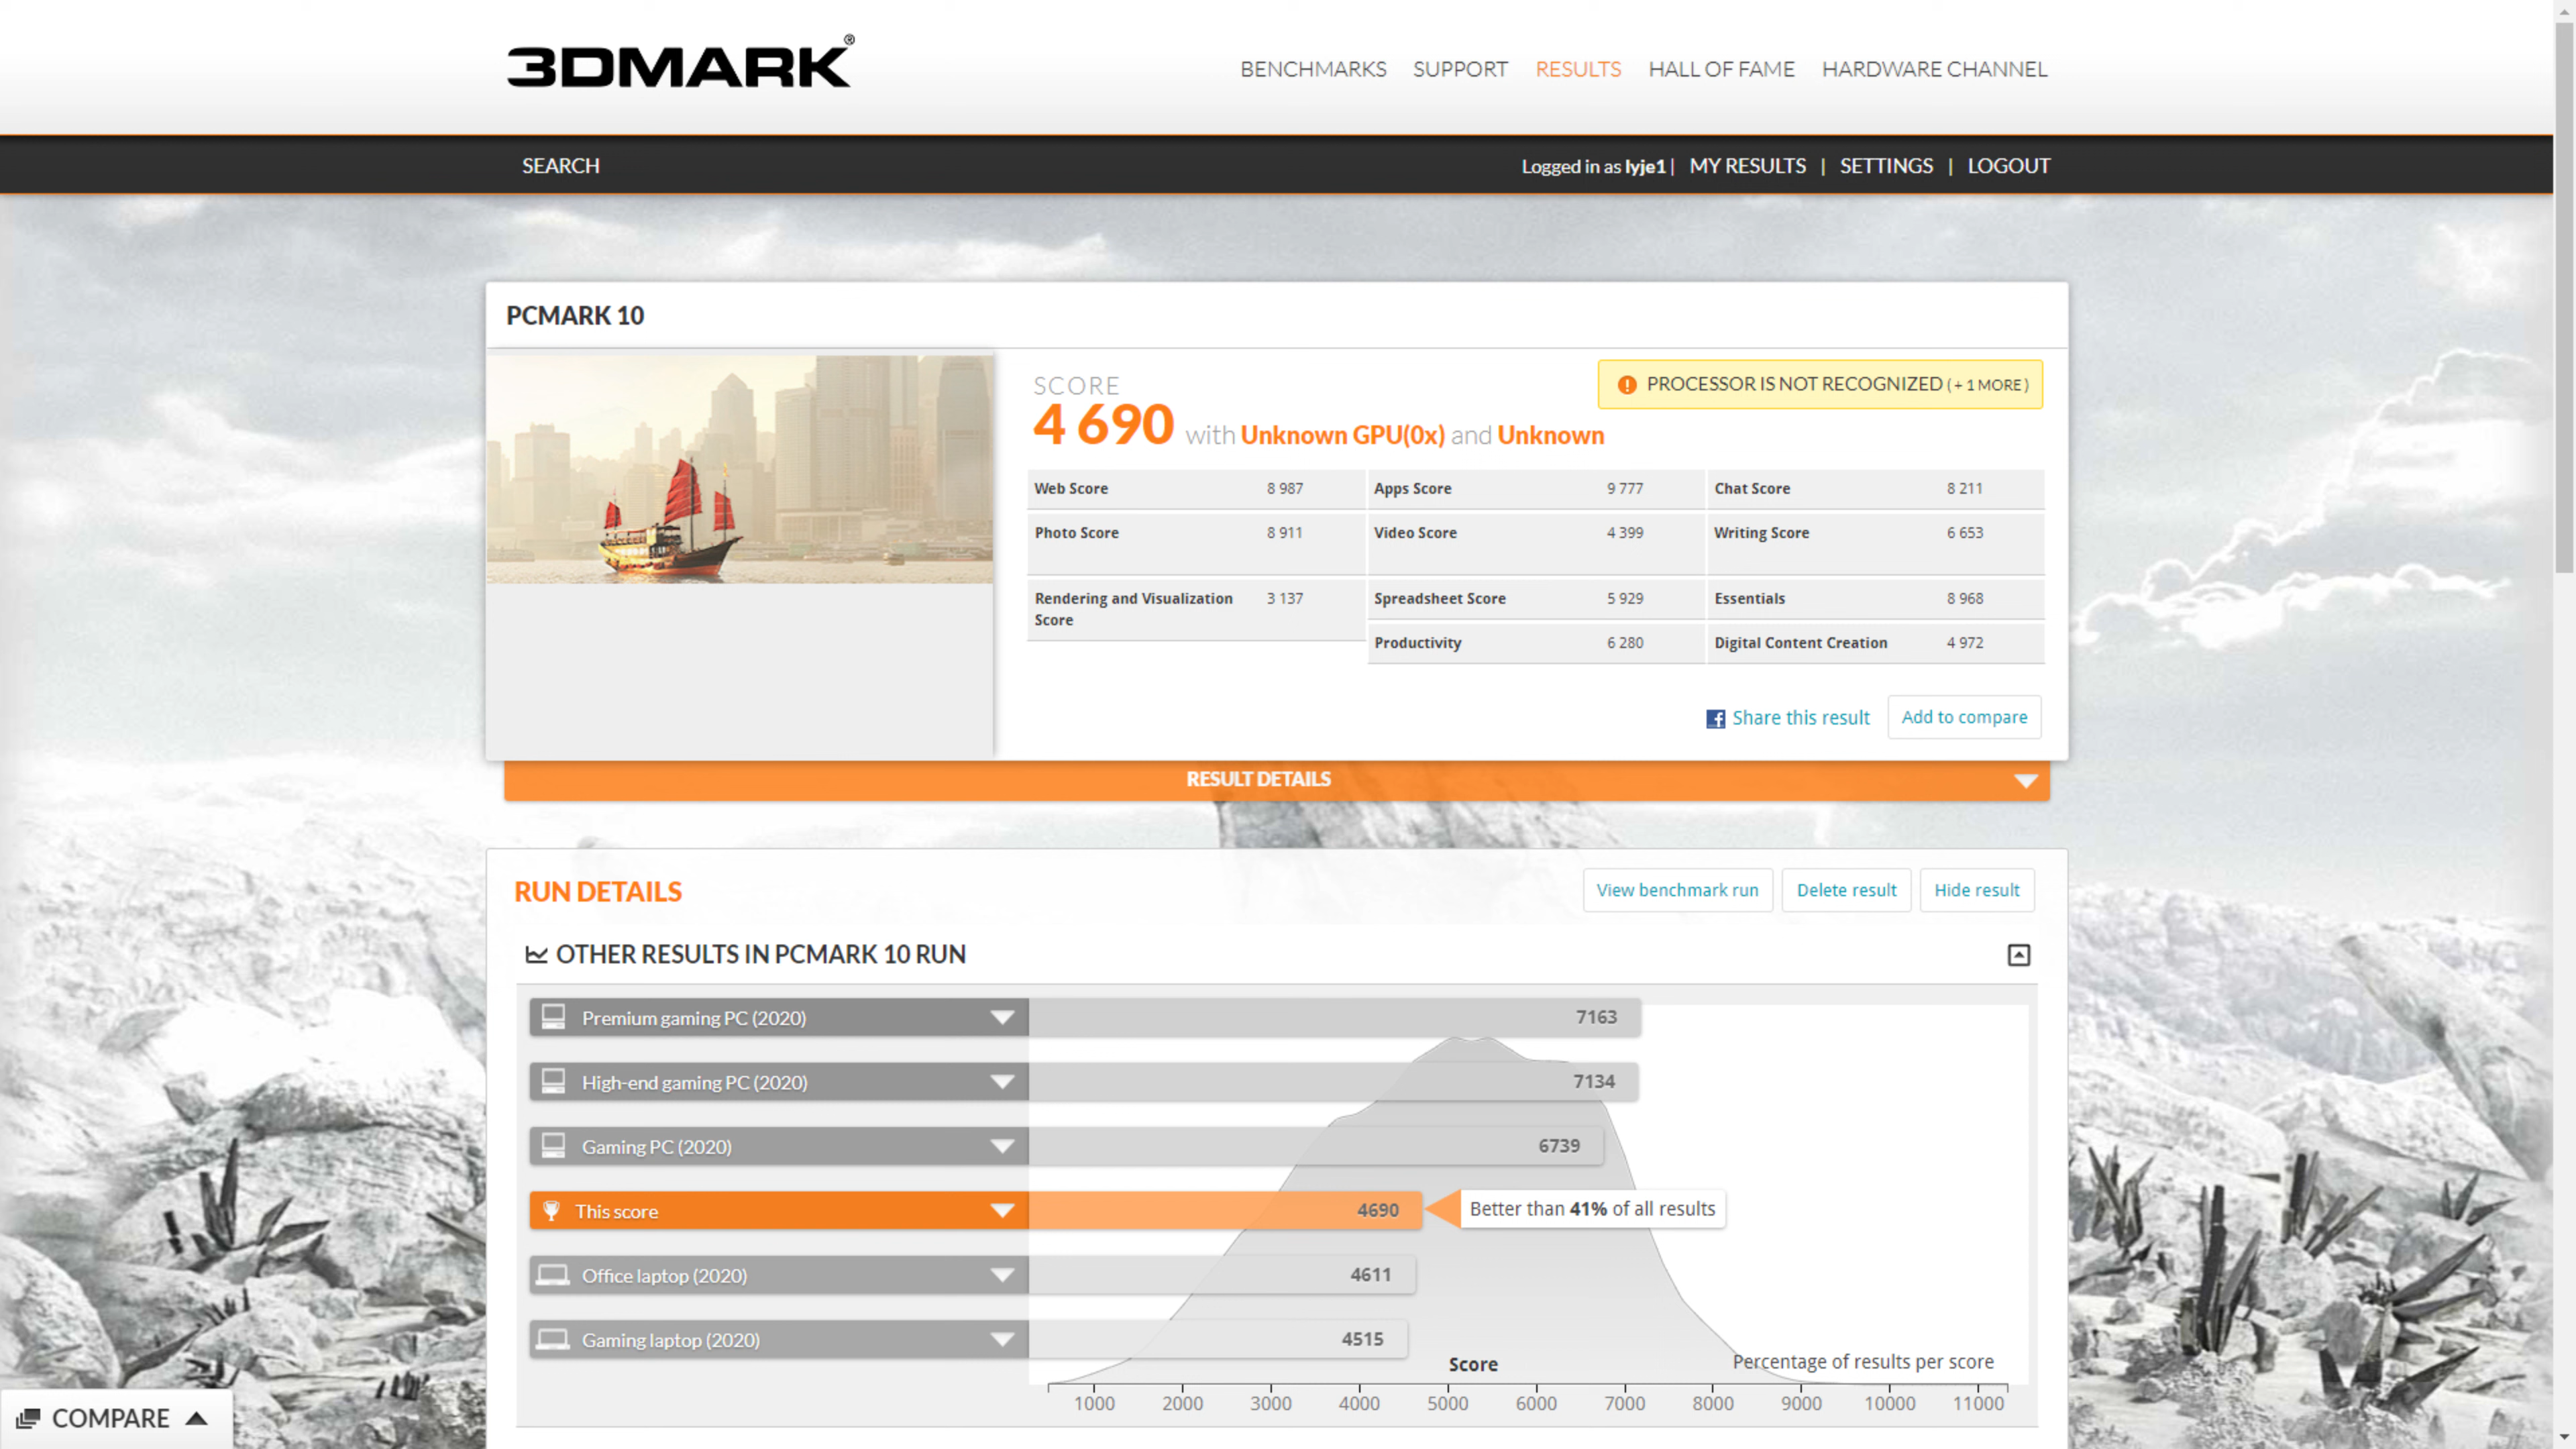 3DMARK®
BENCHMARKS SUPPORT RESULTS HALL OF FAME HARDWARE CHANNEL
SEARCH
Logged in as lyje1 | MY RESULTS | SETTINGS | LOGOUT
PCMARK 10
SCORE
PROCESSOR IS NOT RECOGNIZED ( + 1 MORE )
4 690 with Unknown GPU(0x) and Unknown
Web Score 8 987 Apps Score 9 777 Chat Score 8 211
Photo Score 8 911 Video Score 4 399 Writing Score 6 653
Rendering and Visualization Score 3 137 Spreadsheet Score 5 929 Essentials 8 968
Productivity 6 280 Digital Content Creation 4 972
Share this result Add to compare
RESULT DETAILS
RUN DETAILS
View benchmark run Delete result Hide result
OTHER RESULTS IN PCMARK 10 RUN
Premium gaming PC (2020) 7163
High-end gaming PC (2020) 7134
Gaming PC (2020) 6739
This score 4690 Better than 41% of all results
Office laptop (2020) 4611
Gaming laptop (2020) 4515
Score Percentage of results per score
1000 2000 3000 4000 5000 6000 7000 8000 9000 10000 11000
COMPARE